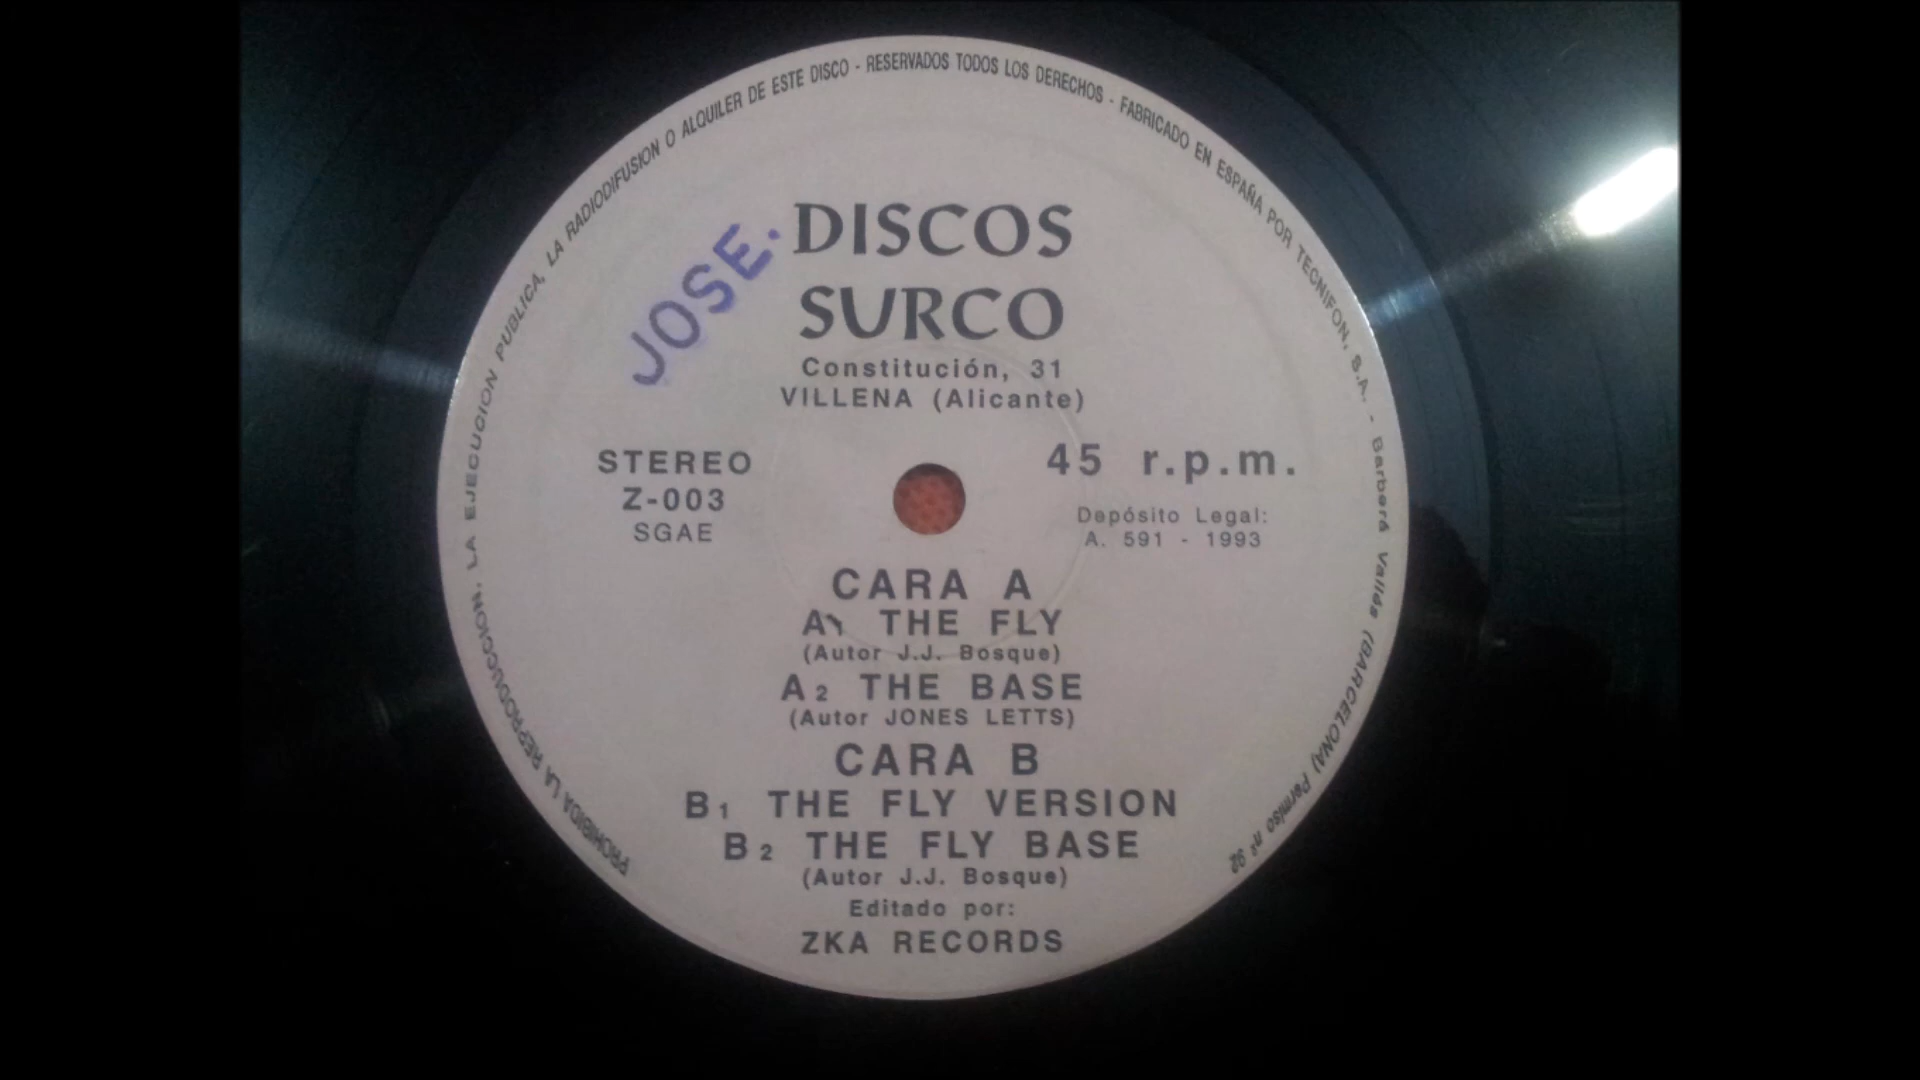 PROHIBIDA LA REPRODUCCION, LA EJECUCION PUBLICA, LA RADIODIFUSION O ALQUILER DE ESTE DISCO - RESERVADOS TODOS LOS DERECHOS - FABRICADO EN ESPAÑA POR TECNIFON, S.A. - Barberá Vallés (BARCELONA) Permiso nº 92
JOSE.
DISCOS
SURCO
Constitución, 31
VILLENA (Alicante)
STEREO
Z-003
SGAE
45 r.p.m.
Depósito Legal:
A. 591 - 1993
CARA A
A1 THE FLY
(Autor J.J. Bosque)
A2 THE BASE
(Autor JONES LETTS)
CARA B
B1 THE FLY VERSION
B2 THE FLY BASE
(Autor J.J. Bosque)
Editado por:
ZKA RECORDS